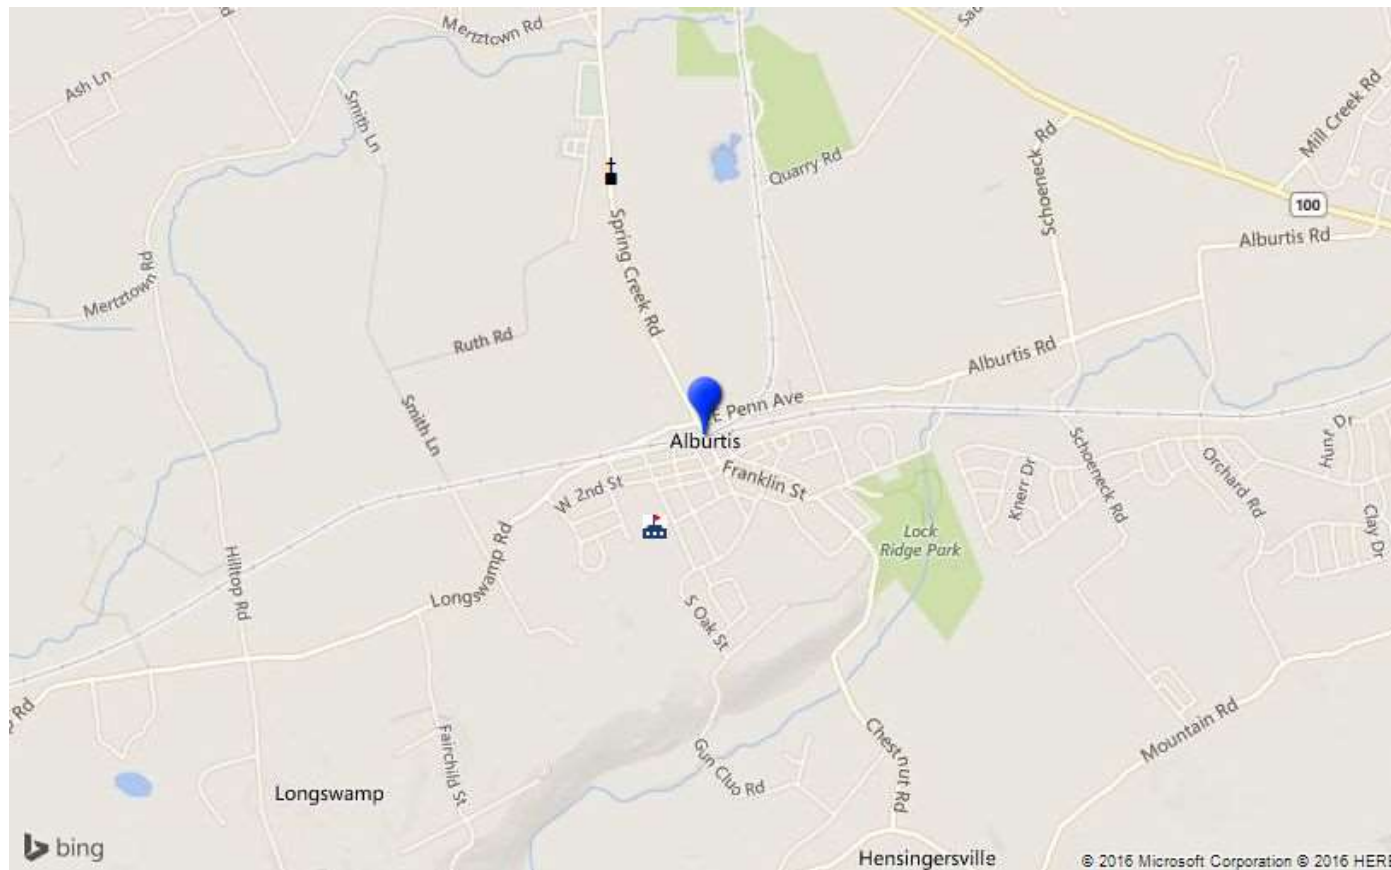 Mertztown Rd
Sau
Ash Ln
Smith Ln
Mill Creek Rd
Schoeneck Rd
Quarry Rd
100
Spring Creek Rd
Alburtis Rd
Mertztown Rd
Ruth Rd
Alburtis Rd
E Penn Ave
Smith Ln
Alburtis
Hunt Dr
Franklin St
W 2nd St
Knerr Dr
Schoeneck Rd
Orchard Rd
Clay Dr
Lock
Ridge Park
Hilltop Rd
Longswamp Rd
S Oak St
Rd
Mountain Rd
Fairchild St
Gun Cluo Rd
Chestnut Rd
Longswamp
bing
Hensingersville
© 2016 Microsoft Corporation © 2016 HERE